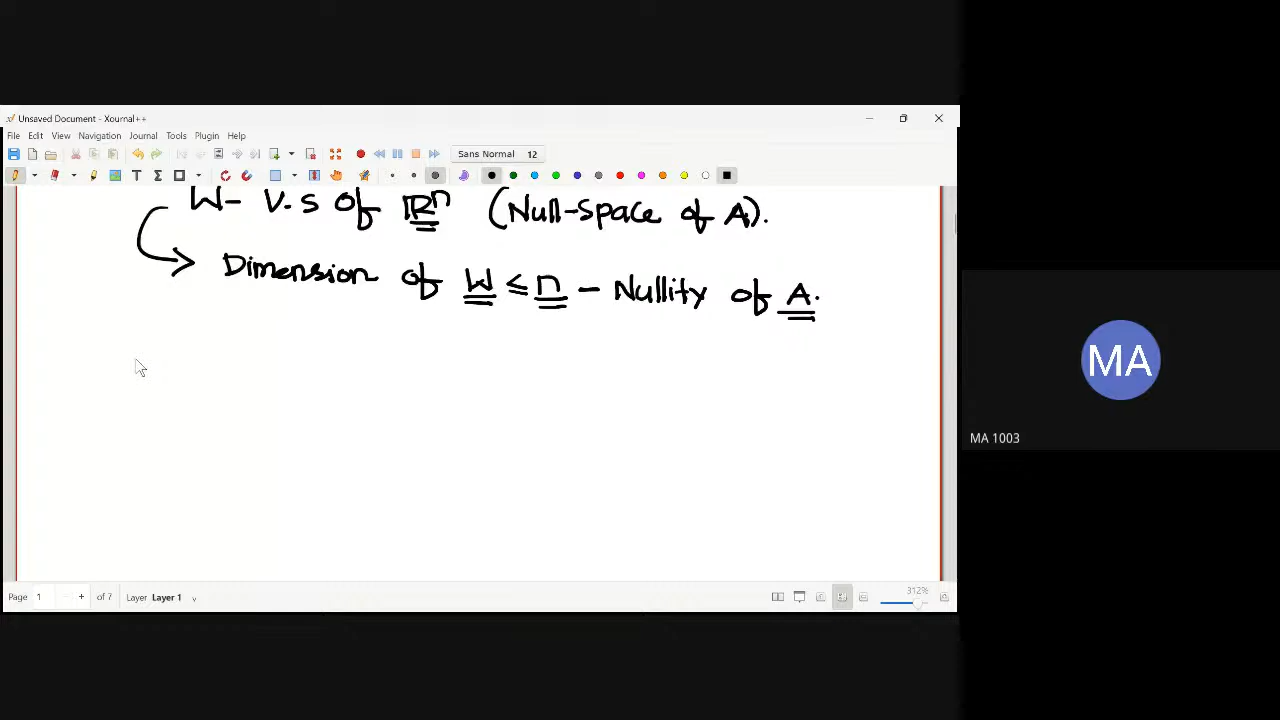 Unsaved Document - Xournal++
File Edit View Navigation Journal Tools Plugin Help
Sans Normal 12
W- V.S of ℝⁿ (Null-Space of A).
Dimension of W ≤ n - Nullity of A.
MA
MA 1003
Page 1 of 7 Layer Layer 1
312%